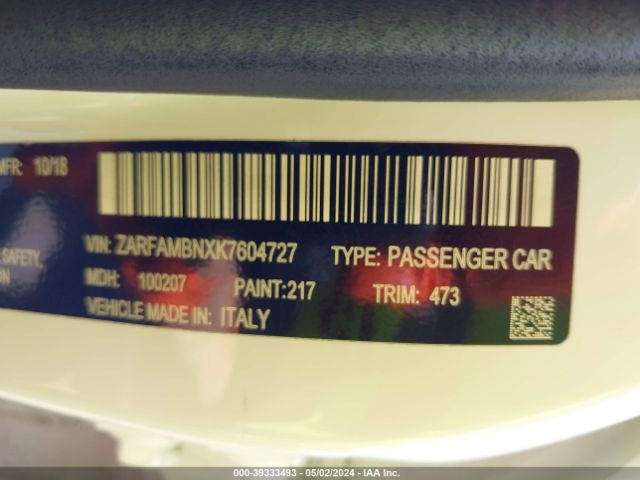 MFR: 10/18
VIN: ZARFAMBNXK7604727 TYPE: PASSENGER CAR
SAFETY,
MDH: 100207 PAINT:217 TRIM: 473
VEHICLE MADE IN: ITALY
000-39333493 - 05/02/2024 - IAA Inc.